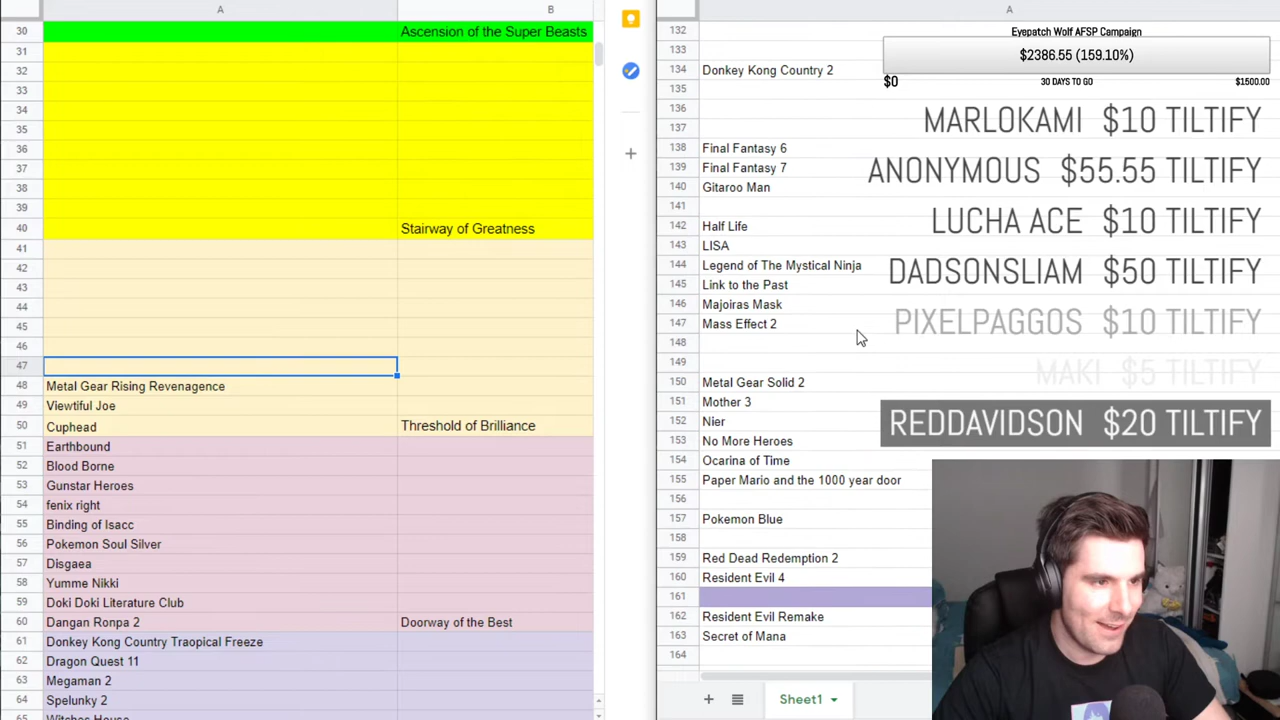 A
B
30 Ascension of the Super Beasts
31
32
33
34
35
36
37
38
39
40 Stairway of Greatness
41
42
43
44
45
46
47
48 Metal Gear Rising Revenagence
49 Viewtiful Joe
50 Cuphead Threshold of Brilliance
51 Earthbound
52 Blood Borne
53 Gunstar Heroes
54 fenix right
55 Binding of Isacc
56 Pokemon Soul Silver
57 Disgaea
58 Yumme Nikki
59 Doki Doki Literature Club
60 Dangan Ronpa 2 Doorway of the Best
61 Donkey Kong Country Traopical Freeze
62 Dragon Quest 11
63 Megaman 2
64 Spelunky 2
65 Witches House
A
132
133
134 Donkey Kong Country 2
135
136
137
138 Final Fantasy 6
139 Final Fantasy 7
140 Gitaroo Man
141
142 Half Life
143 LISA
144 Legend of The Mystical Ninja
145 Link to the Past
146 Majoiras Mask
147 Mass Effect 2
148
149
150 Metal Gear Solid 2
151 Mother 3
152 Nier
153 No More Heroes
154 Ocarina of Time
155 Paper Mario and the 1000 year door
156
157 Pokemon Blue
158
159 Red Dead Redemption 2
160 Resident Evil 4
161
162 Resident Evil Remake
163 Secret of Mana
164
Sheet1
Eyepatch Wolf AFSP Campaign
$2386.55 (159.10%)
$0 30 DAYS TO GO $1500.00
MARLOKAMI $10 TILTIFY
ANONYMOUS $55.55 TILTIFY
LUCHA ACE $10 TILTIFY
DADSONSLIAM $50 TILTIFY
PIXELPAGGOS $10 TILTIFY
MAKI $5 TILTIFY
REDDAVIDSON $20 TILTIFY